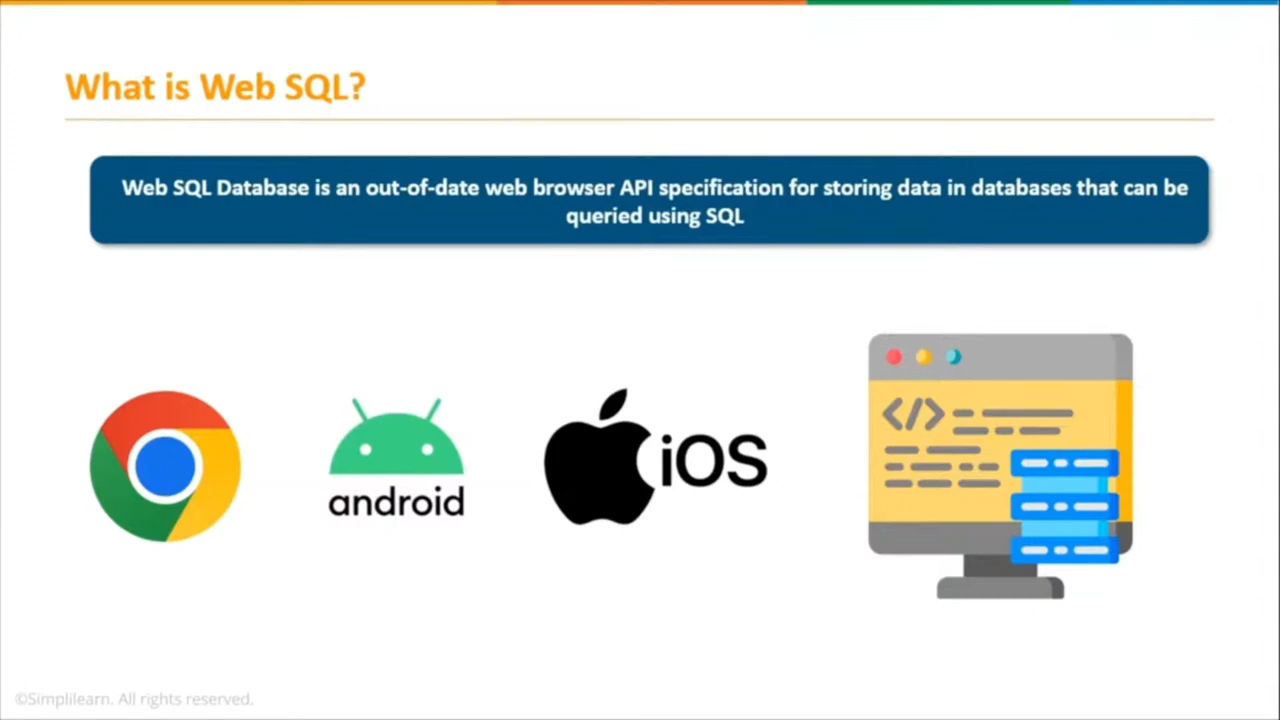 What is Web SQL?
Web SQL Database is an out-of-date web browser API specification for storing data in databases that can be
queried using SQL
</>
android
iOS
©Simplilearn. All rights reserved.